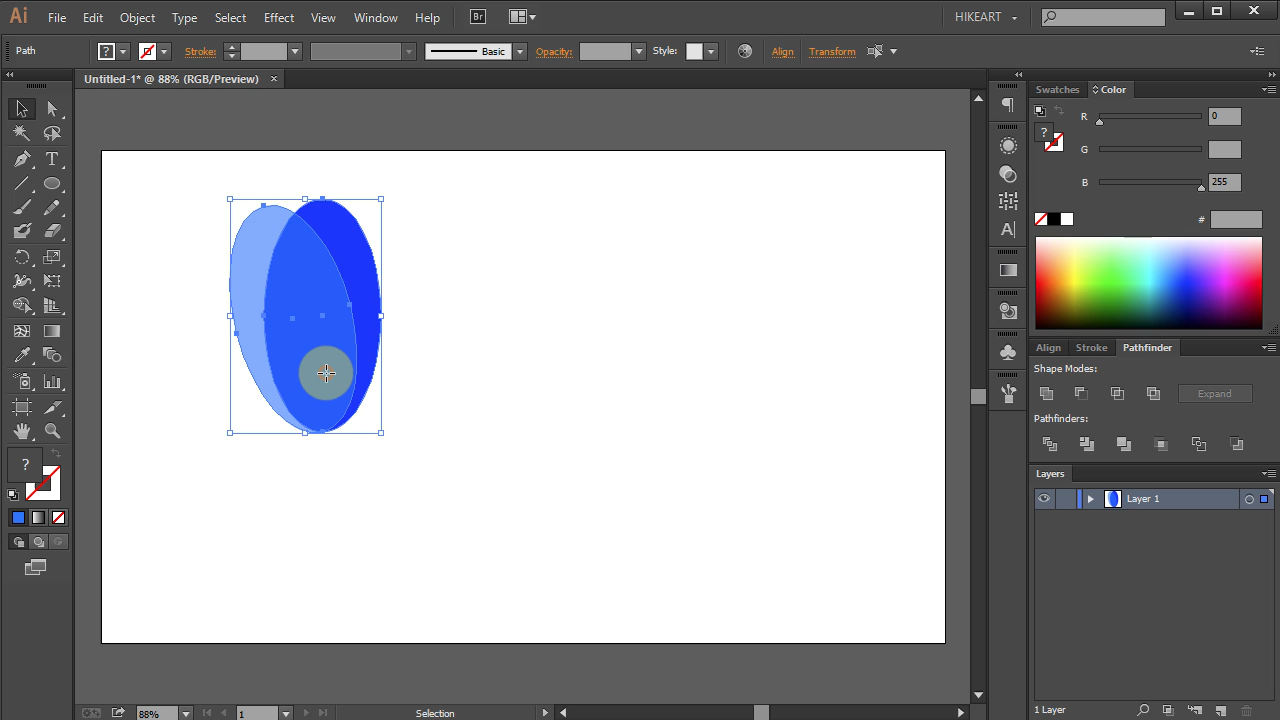 Ai File Edit Object Type Select Effect View Window Help Br HIKEART
Path ? Stroke: Basic Opacity: Style: Align Transform
Untitled-1* @ 88% (RGB/Preview) ×
Swatches Color
R 0
? G
B 255
#
Align Stroke Pathfinder
Shape Modes:
Expand
Pathfinders:
Layers
Layer 1
?
88% 1 Selection
1 Layer